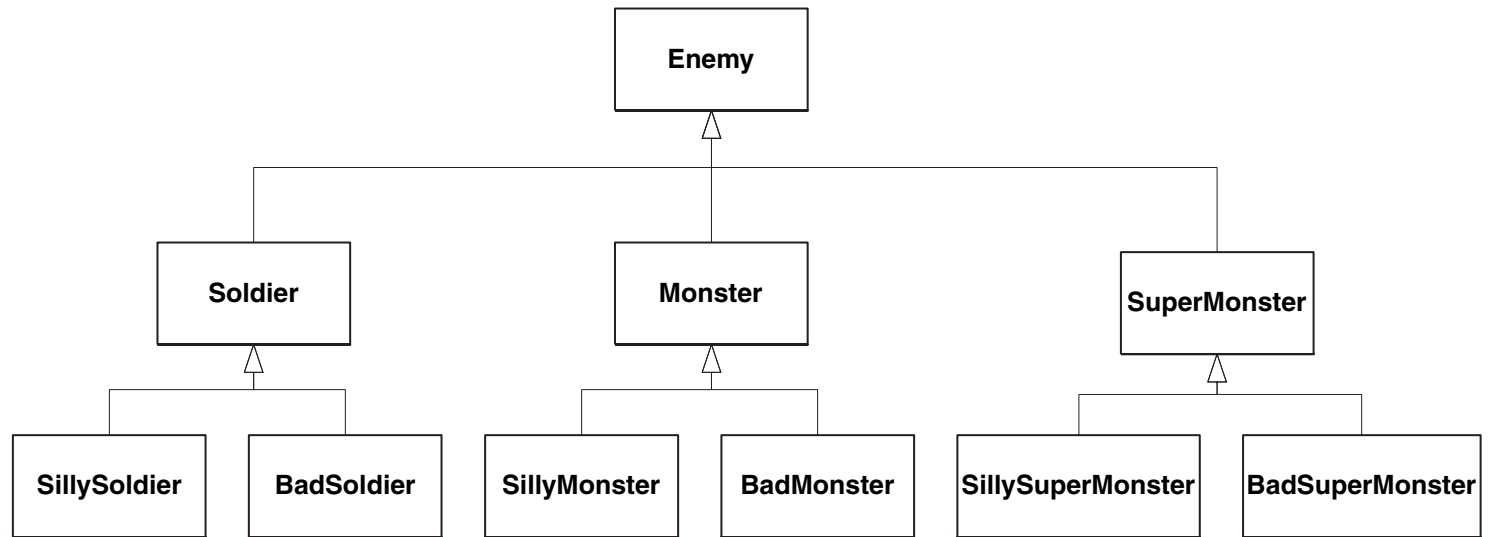 Enemy
Soldier
Monster
SuperMonster
SillySoldier
BadSoldier
SillyMonster
BadMonster
SillySuperMonster
BadSuperMonster